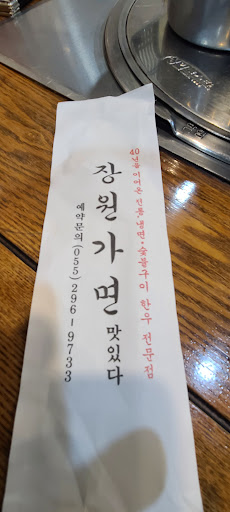 40년을 이어온 전통 냉면·숯불구이 한우 전문점
장원가면 맛있다
예약문의 (055) 296-9733